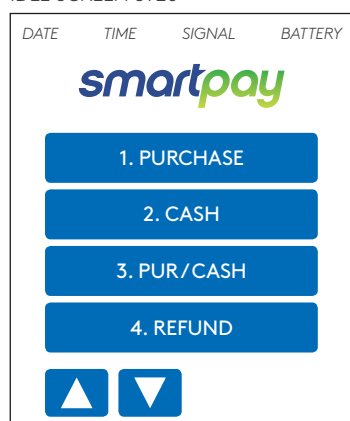 DATE TIME SIGNAL BATTERY
smartpay
1. PURCHASE
2. CASH
3. PUR/CASH
4. REFUND